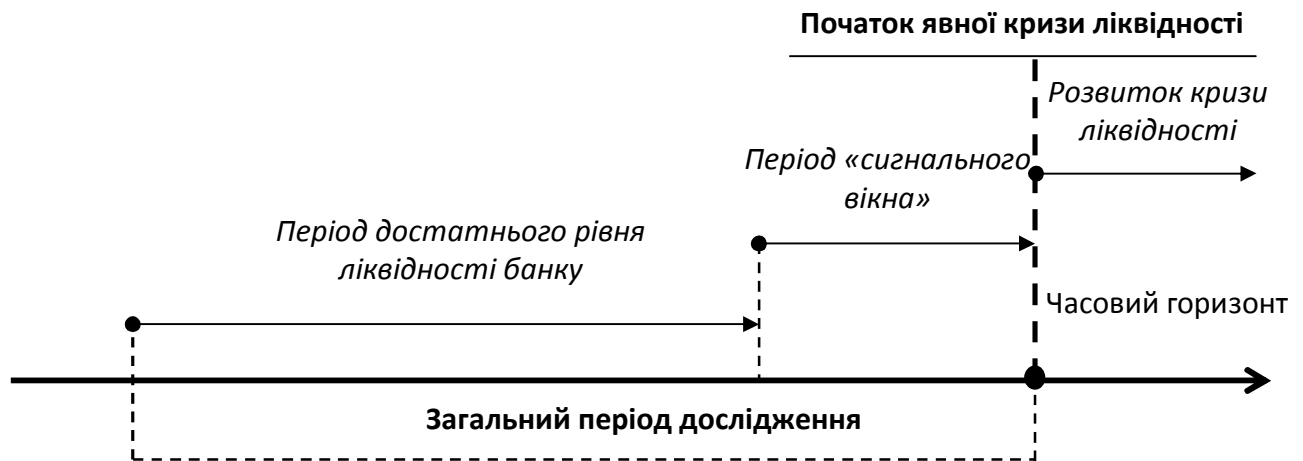 Початок явної кризи ліквідності
Розвиток кризи
ліквідності
Період «сигнального
вікна»
Період достатнього рівня
ліквідності банку
Часовий горизонт
Загальний період дослідження